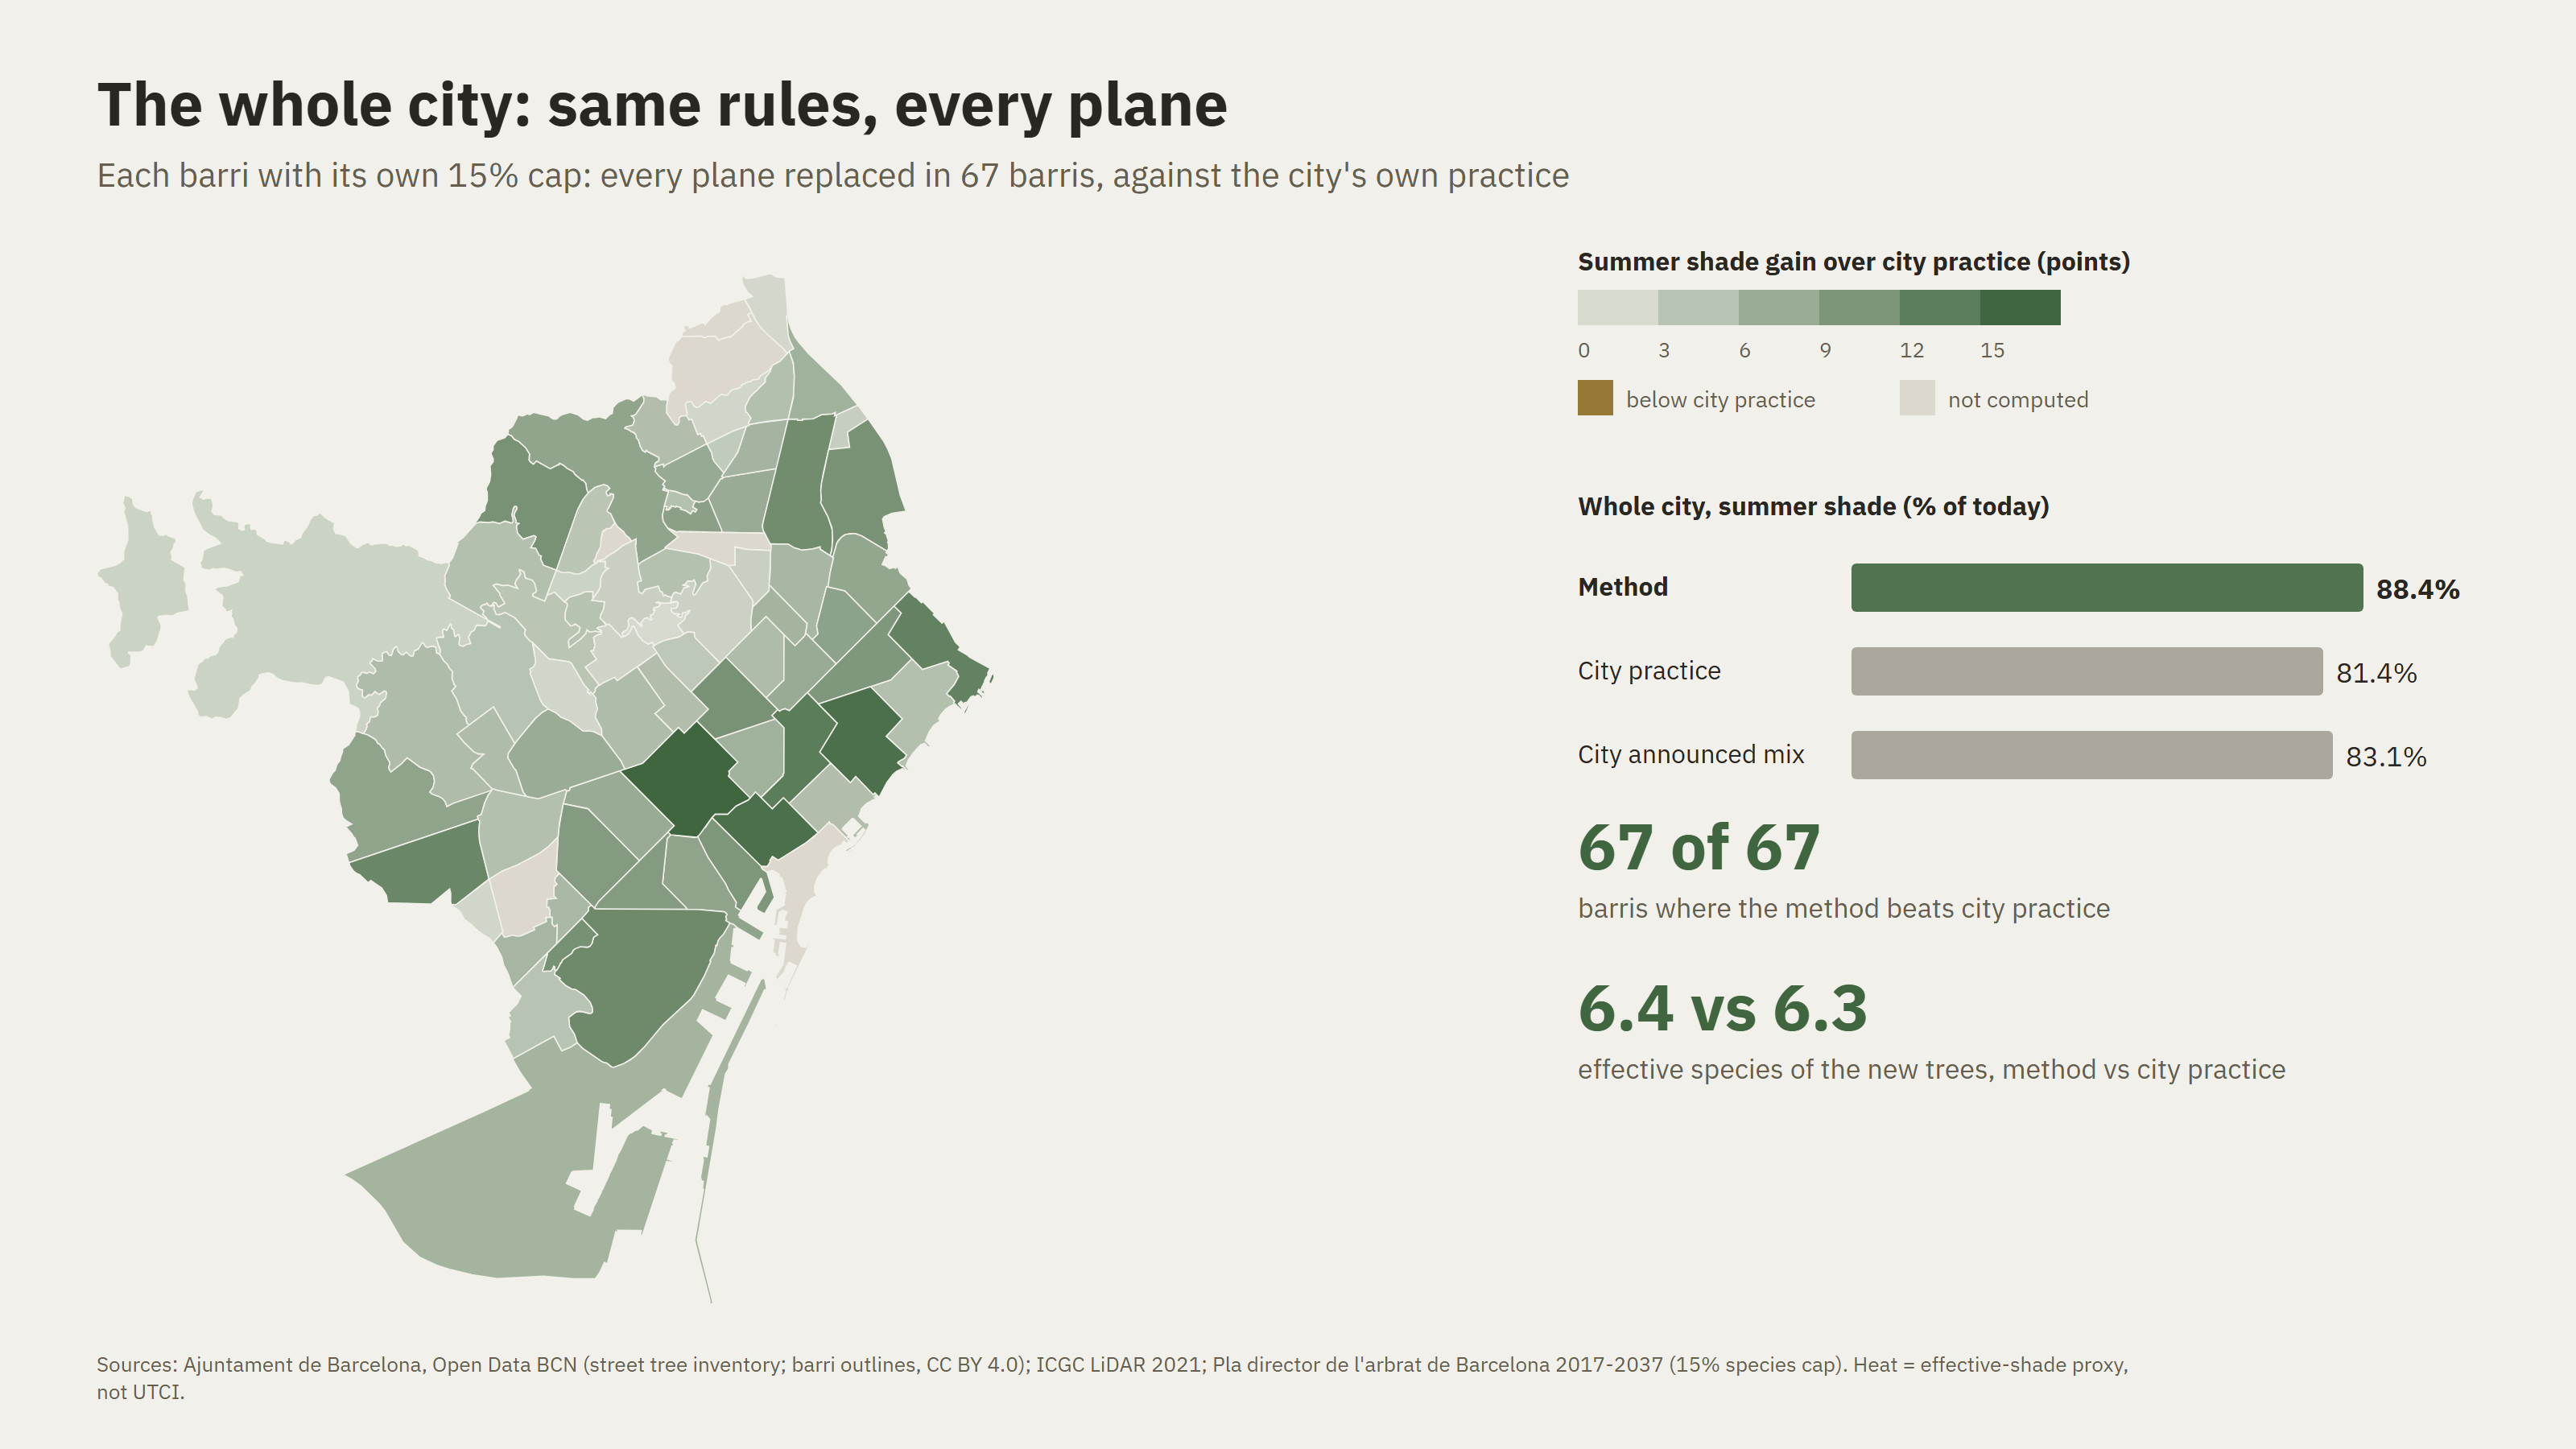 The whole city: same rules, every plane
Each barri with its own 15% cap: every plane replaced in 67 barris, against the city's own practice
Summer shade gain over city practice (points)
0 3 6 9 12 15
below city practice not computed
Whole city, summer shade (% of today)
Method 88.4%
City practice 81.4%
City announced mix 83.1%
67 of 67
barris where the method beats city practice
6.4 vs 6.3
effective species of the new trees, method vs city practice
Sources: Ajuntament de Barcelona, Open Data BCN (street tree inventory; barri outlines, CC BY 4.0); ICGC LiDAR 2021; Pla director de l'arbrat de Barcelona 2017-2037 (15% species cap). Heat = effective-shade proxy,
not UTCI.